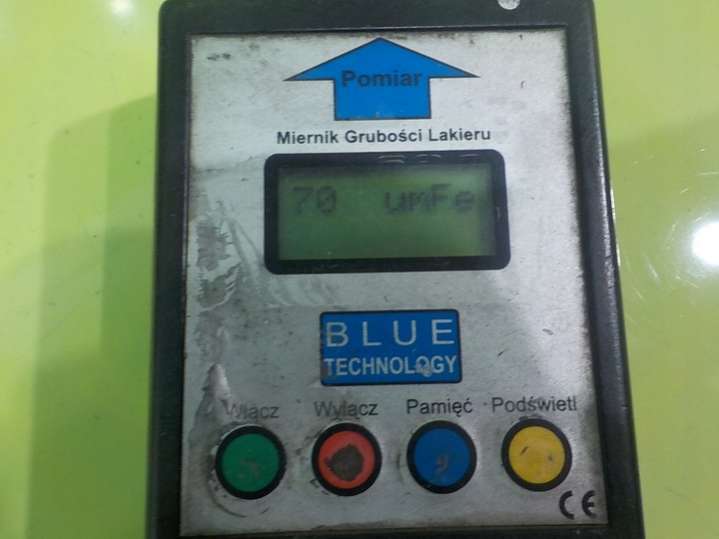 Pomiar
Miernik Grubości Lakieru
70 umFe
BLUE
TECHNOLOGY
Włącz Wyłącz Pamięć Podświetl
CE